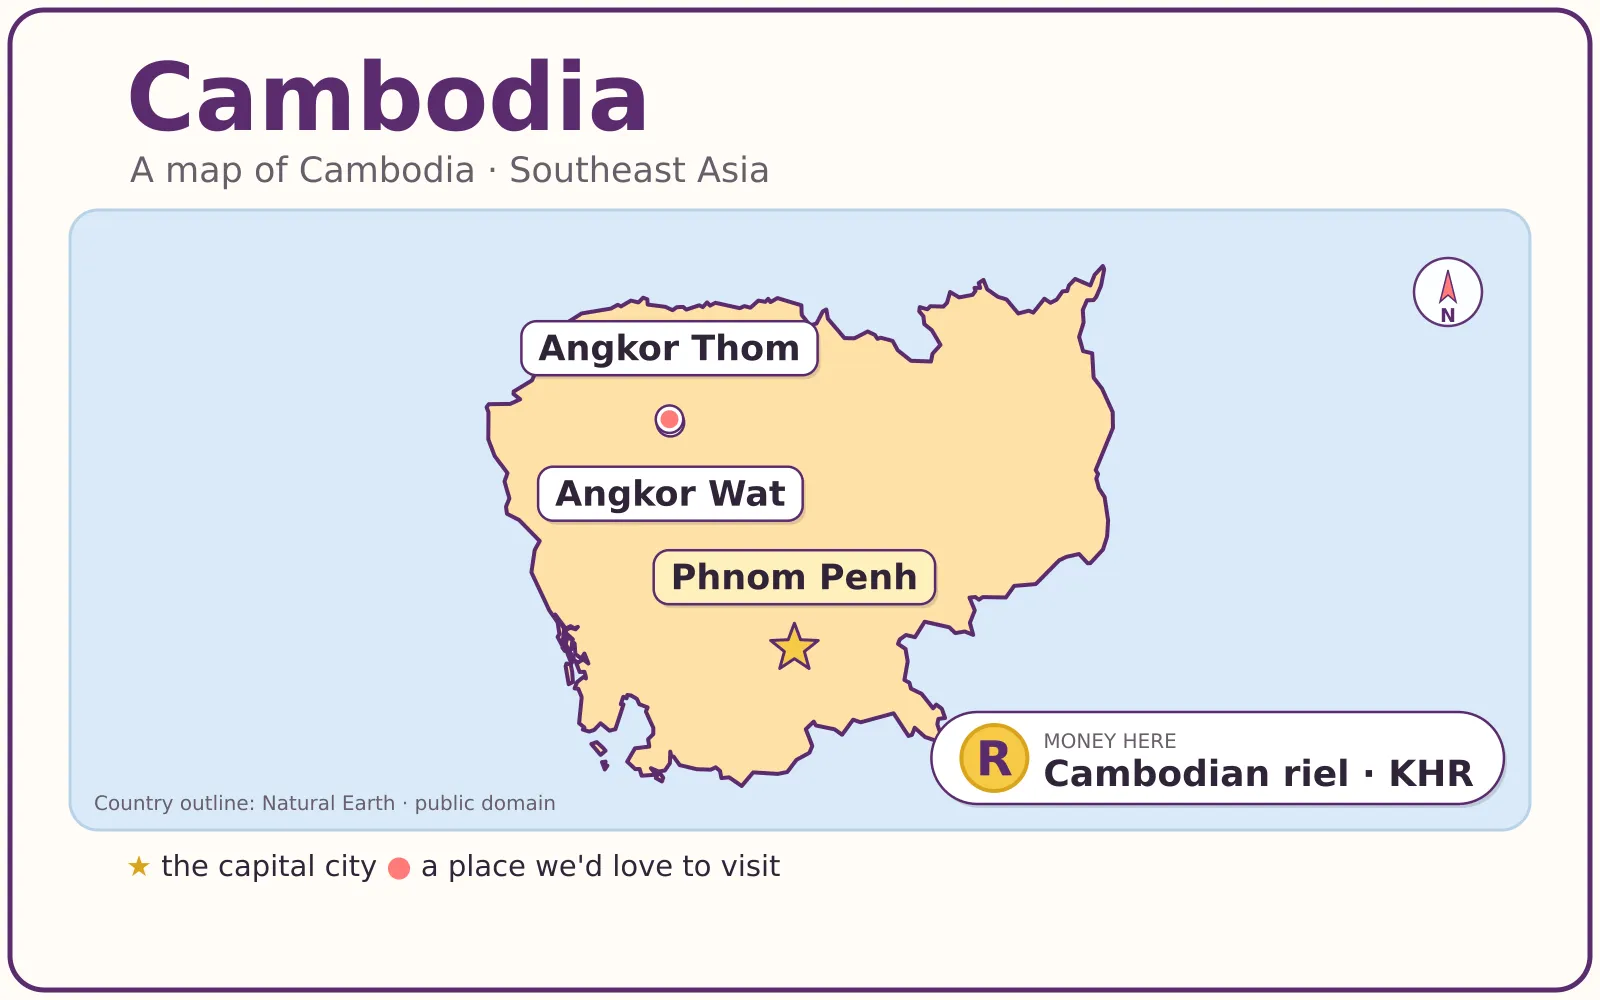 Cambodia
A map of Cambodia · Southeast Asia
N
Angkor Thom
Angkor Wat
Phnom Penh
R
MONEY HERE
Cambodian riel · KHR
Country outline: Natural Earth · public domain
★ the capital city ● a place we'd love to visit